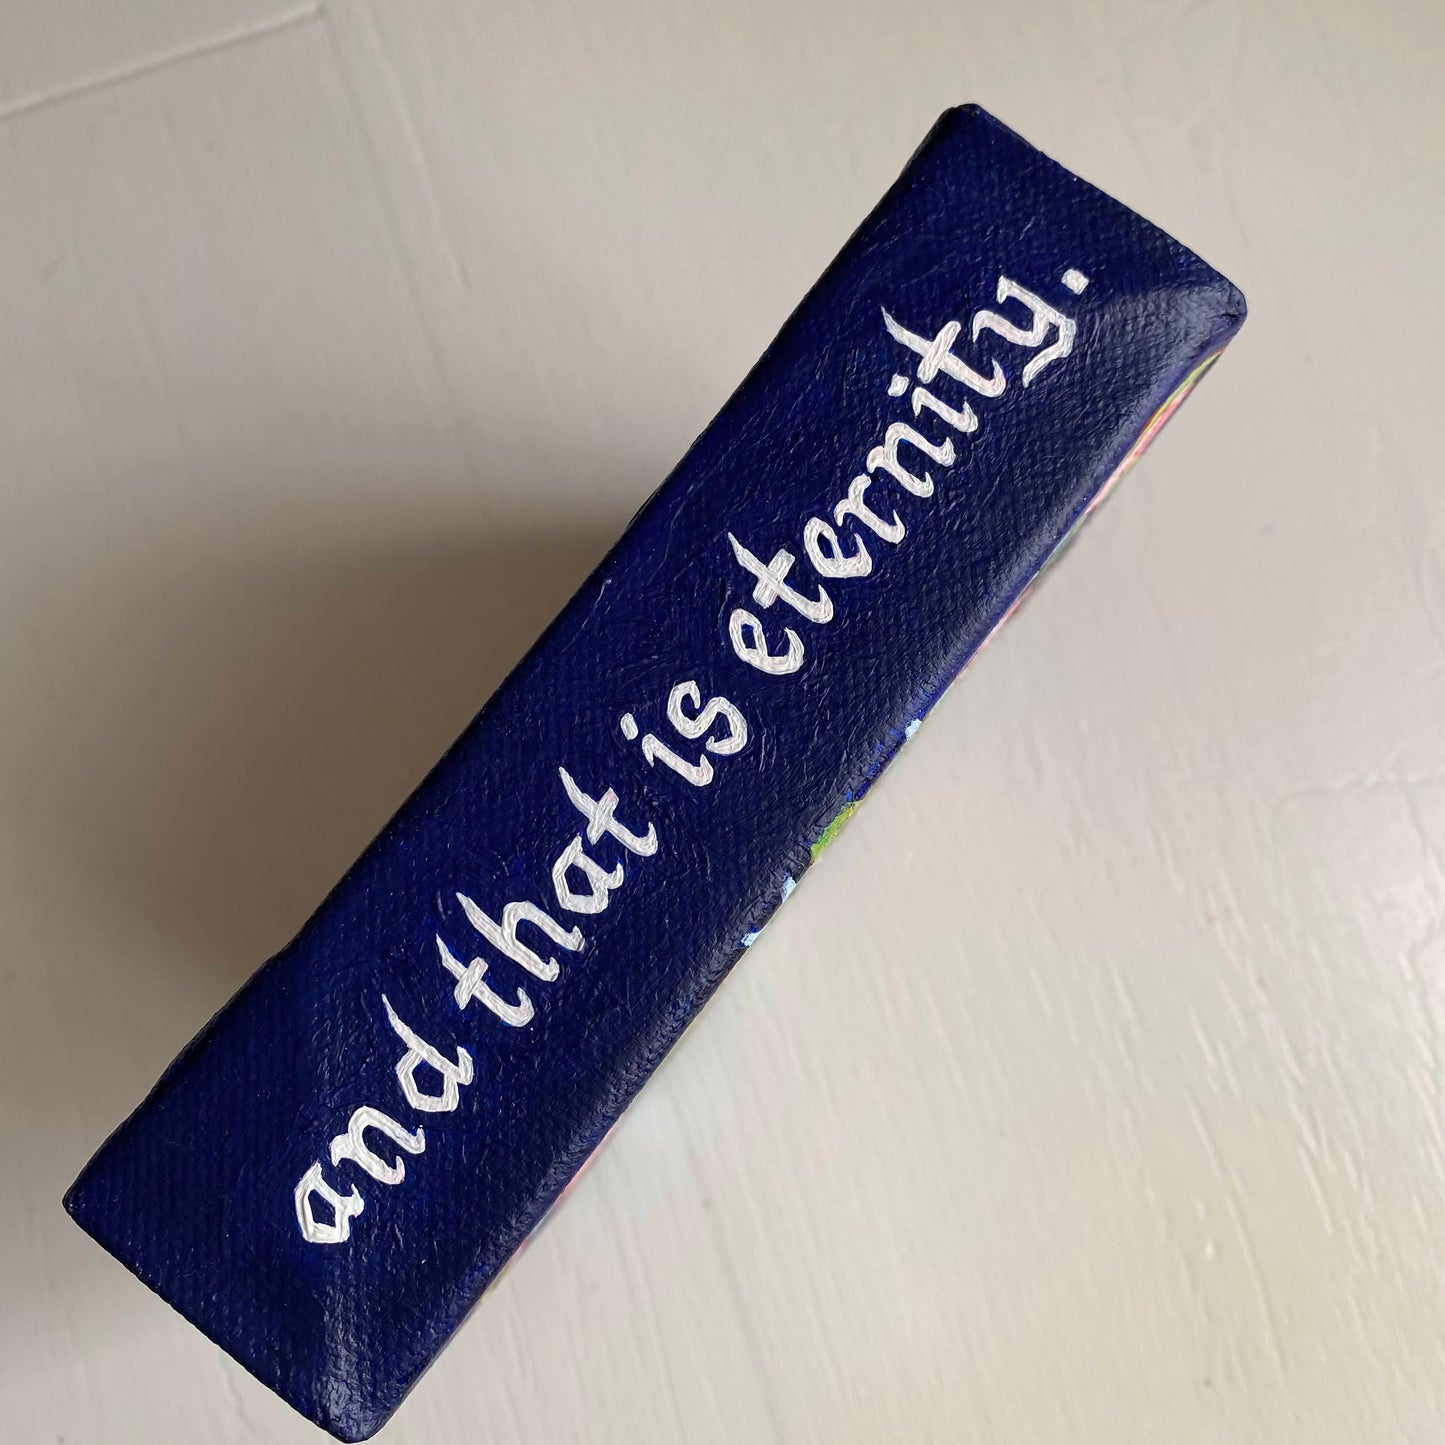 and that is eternity.